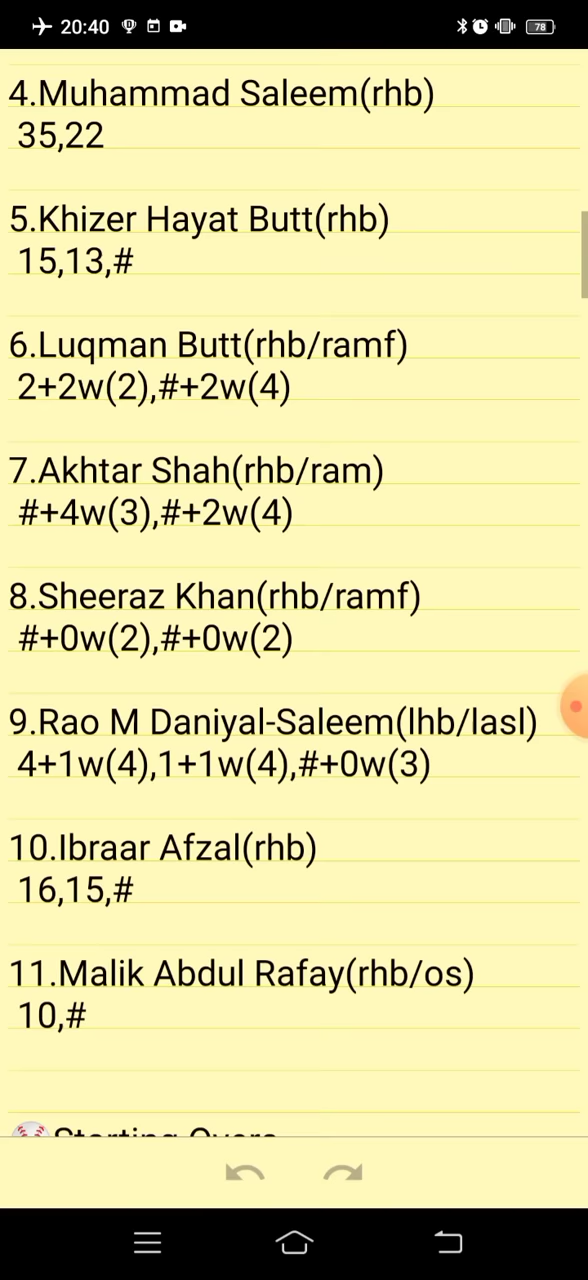 20:40
78
4.Muhammad Saleem(rhb)
35,22
5.Khizer Hayat Butt(rhb)
15,13,#
6.Luqman Butt(rhb/ramf)
2+2w(2),#+2w(4)
7.Akhtar Shah(rhb/ram)
#+4w(3),#+2w(4)
8.Sheeraz Khan(rhb/ramf)
#+0w(2),#+0w(2)
9.Rao M Daniyal-Saleem(lhb/lasl)
4+1w(4),1+1w(4),#+0w(3)
10.Ibraar Afzal(rhb)
16,15,#
11.Malik Abdul Rafay(rhb/os)
10,#
Starting Overs